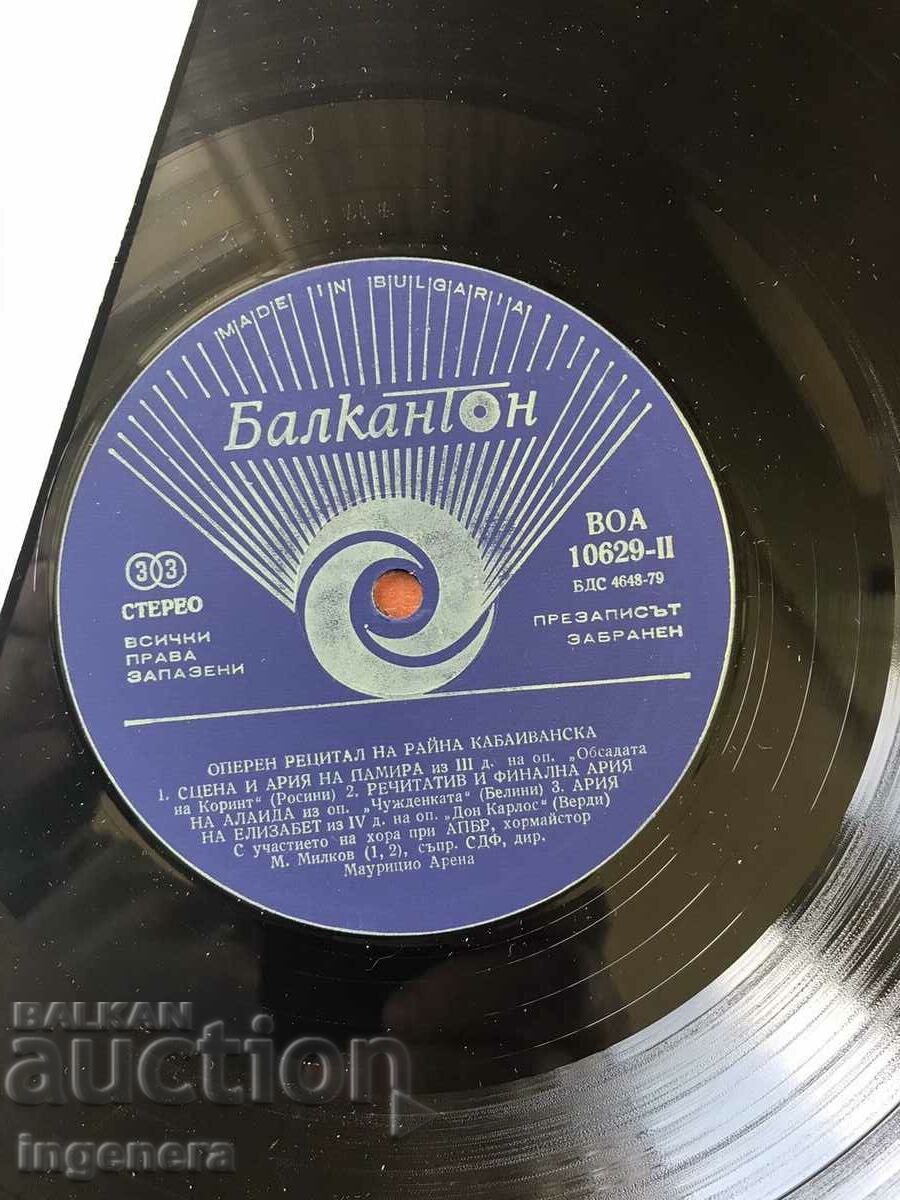 MADE IN BULGARIA
Балкантон
ВОА
10629-II
БДС 4648-79
ПРЕЗАПИСЪТ
ЗАБРАНЕН
33
СТЕРЕО
ВСИЧКИ
ПРАВА
ЗАПАЗЕНИ
ОПЕРЕН РЕЦИТАЛ НА РАЙНА КАБАИВАНСКА
1. СЦЕНА И АРИЯ НА ПАМИРА из III д. на оп. „Обсадата
на Коринт“ (Росини) 2. РЕЧИТАТИВ И ФИНАЛНА АРИЯ
НА АЛАИДА из оп. „Чужденката“ (Белини) 3. АРИЯ
НА ЕЛИЗАБЕТ из IV д. на оп. „Дон Карлос“ (Верди)
С участието на хора при АПБР, хормайстор
М. Милков (1, 2), съпр. СДФ, дир.
Маурицио Арена
BALKAN
auction
ingenera